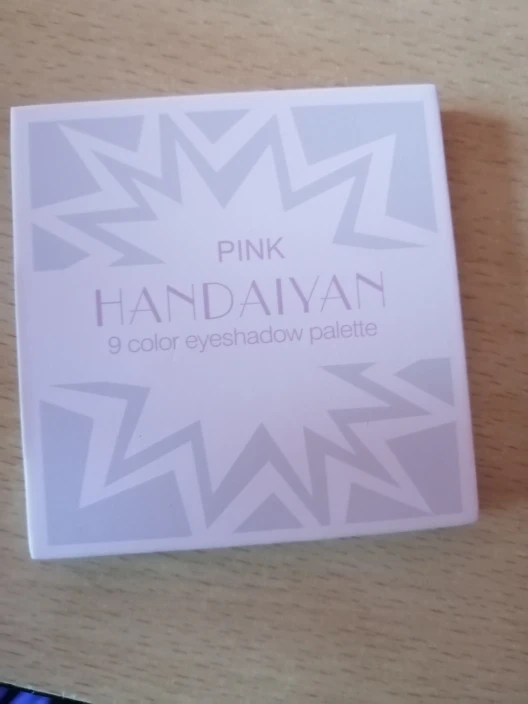 PINK
HANDAIYAN
9 color eyeshadow palette